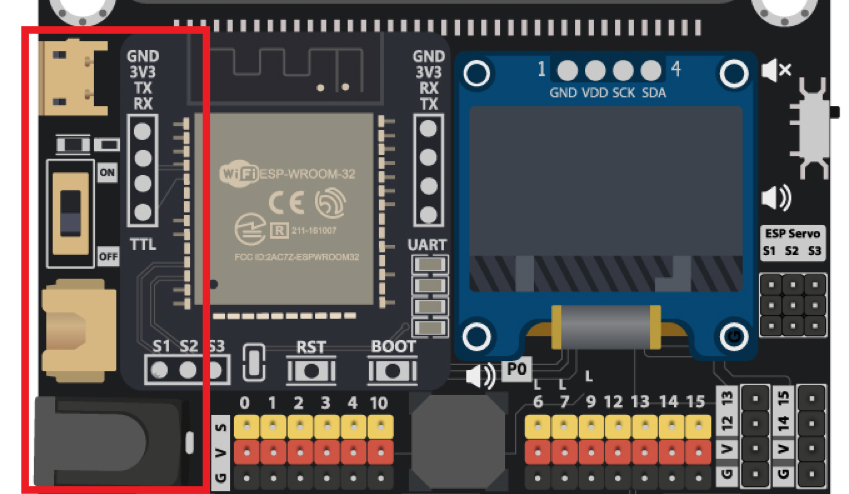 GND
3V3
TX
RX
TTL
ON
OFF
WiFi ESP-WROOM-32
CE
R 211-161007
FCC ID:2AC7Z-ESPWROOM32
GND
3V3
RX
TX
UART
1 4
GND VDD SCK SDA
ESP Servo
S1 S2 S3
S1 S2 S3
RST
BOOT
P0
L L L
0 1 2 3 4 10
6 7 9 12 13 14 15
S
V
G
12 13
V
G
14 15
V
G